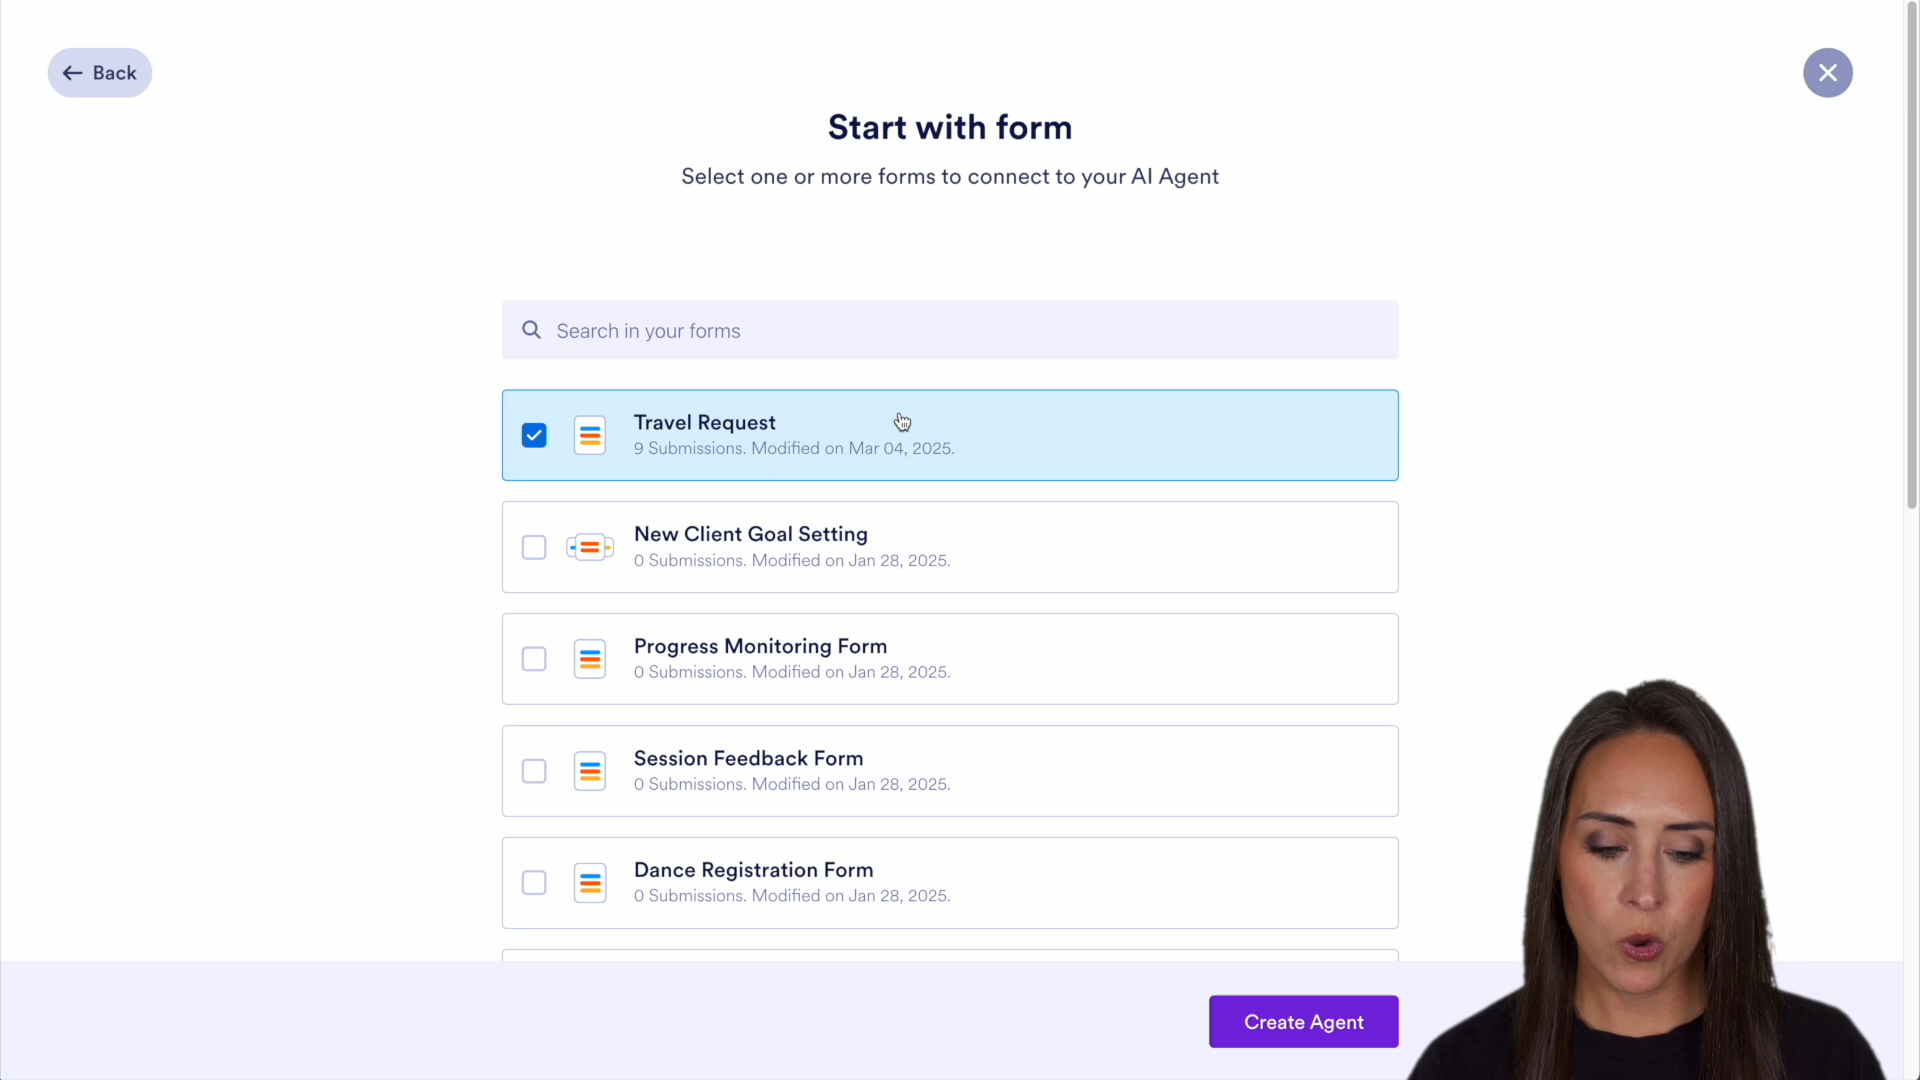 Back
Start with form
Select one or more forms to connect to your AI Agent
Search in your forms
Travel Request
9 Submissions. Modified on Mar 04, 2025.
New Client Goal Setting
0 Submissions. Modified on Jan 28, 2025.
Progress Monitoring Form
0 Submissions. Modified on Jan 28, 2025.
Session Feedback Form
0 Submissions. Modified on Jan 28, 2025.
Dance Registration Form
0 Submissions. Modified on Jan 28, 2025.
Create Agent